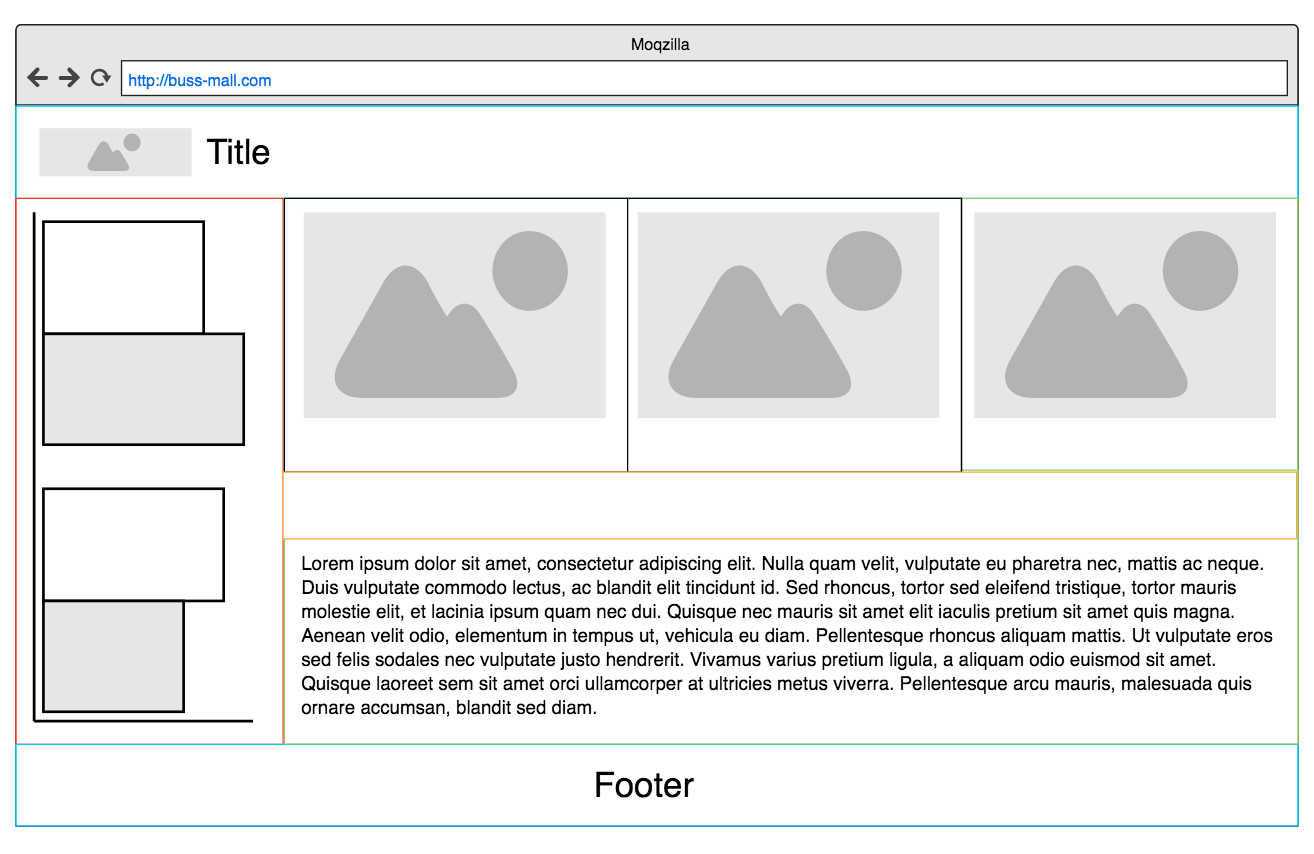 Moqzilla
http://buss-mall.com
Title
Lorem ipsum dolor sit amet, consectetur adipiscing elit. Nulla quam velit, vulputate eu pharetra nec, mattis ac neque.
Duis vulputate commodo lectus, ac blandit elit tincidunt id. Sed rhoncus, tortor sed eleifend tristique, tortor mauris
molestie elit, et lacinia ipsum quam nec dui. Quisque nec mauris sit amet elit iaculis pretium sit amet quis magna.
Aenean velit odio, elementum in tempus ut, vehicula eu diam. Pellentesque rhoncus aliquam mattis. Ut vulputate eros
sed felis sodales nec vulputate justo hendrerit. Vivamus varius pretium ligula, a aliquam odio euismod sit amet.
Quisque laoreet sem sit amet orci ullamcorper at ultricies metus viverra. Pellentesque arcu mauris, malesuada quis
ornare accumsan, blandit sed diam.
Footer